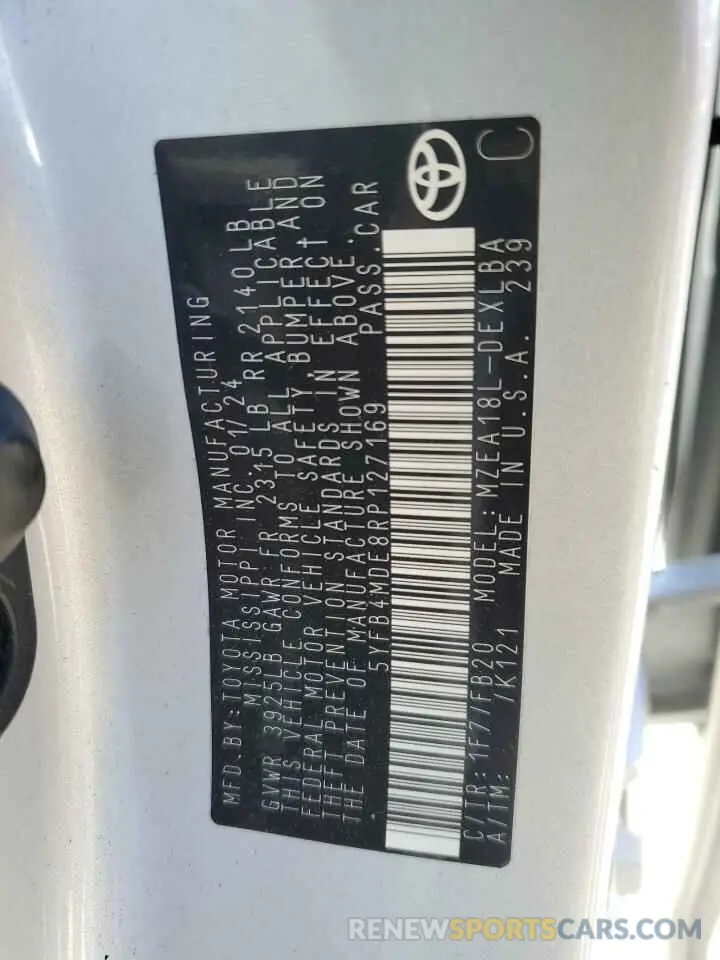 MFD. BY: TOYOTA MOTOR MANUFACTURING
MISSISSIPPI INC. 01/24
GVWR 3925LB GAWR FR 2315 LB RR 2140 LB
THIS VEHICLE CONFORMS TO ALL APPLICABLE
FEDERAL MOTOR VEHICLE SAFETY, BUMPER, AND
THEFT PREVENTION STANDARDS IN EFFECT ON
THE DATE OF MANUFACTURE SHOWN ABOVE.
5YFB4MDE8RP127169 PASS. CAR
C/TR: 1F7/FB20 MODEL: MZEA18L-DEXLBA
A/TM: /K121 MADE IN U.S.A. 239
C
RENEWSPORTSCARS.COM